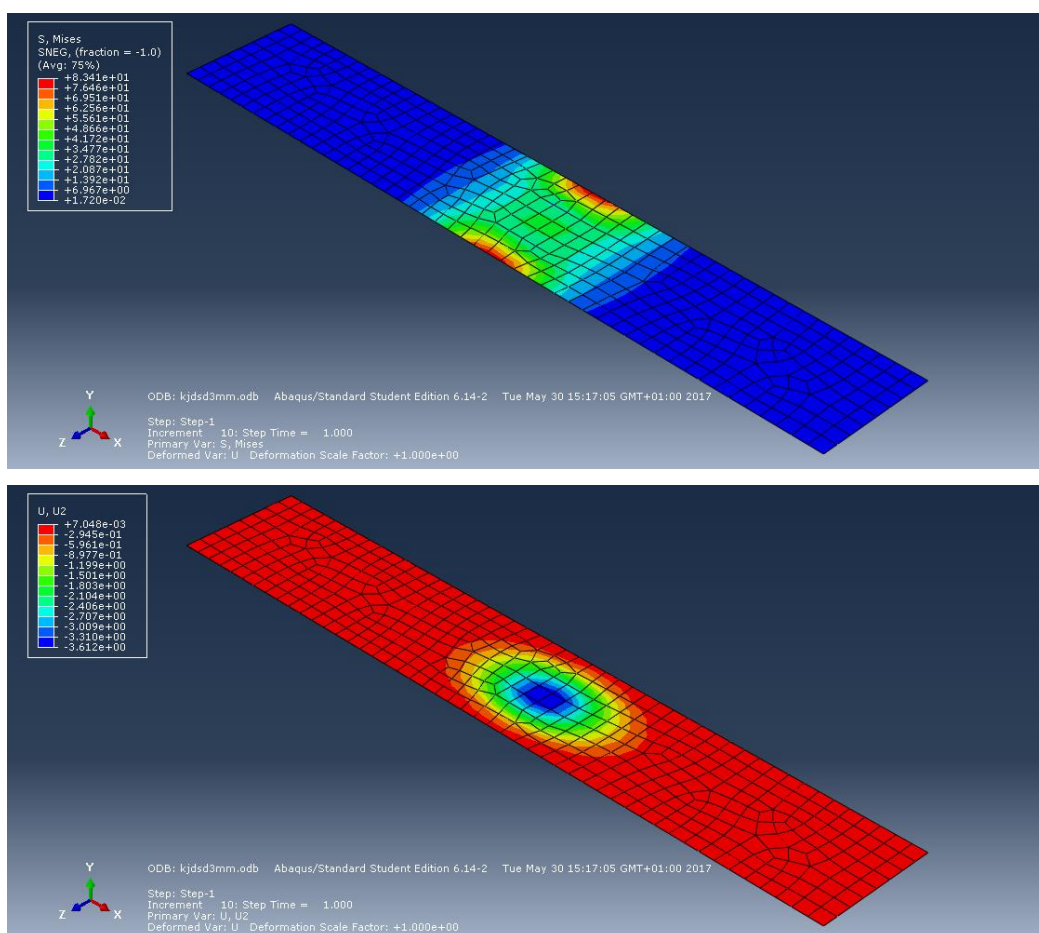 S, Mises
SNEG, (fraction = -1.0)
(Avg: 75%)
+8.341e+01
+7.646e+01
+6.951e+01
+6.256e+01
+5.561e+01
+4.866e+01
+4.172e+01
+3.477e+01
+2.782e+01
+2.087e+01
+1.392e+01
+6.967e+00
+1.720e-02
Y
Z
X
ODB: kjdsd3mm.odb Abaqus/Standard Student Edition 6.14-2 Tue May 30 15:17:05 GMT+01:00 2017
Step: Step-1
Increment 10: Step Time = 1.000
Primary Var: S, Mises
Deformed Var: U Deformation Scale Factor: +1.000e+00
U, U2
+7.048e-03
-2.945e-01
-5.961e-01
-8.977e-01
-1.199e+00
-1.501e+00
-1.803e+00
-2.104e+00
-2.406e+00
-2.707e+00
-3.009e+00
-3.310e+00
-3.612e+00
Y
Z
X
ODB: kjdsd3mm.odb Abaqus/Standard Student Edition 6.14-2 Tue May 30 15:17:05 GMT+01:00 2017
Step: Step-1
Increment 10: Step Time = 1.000
Primary Var: U, U2
Deformed Var: U Deformation Scale Factor: +1.000e+00